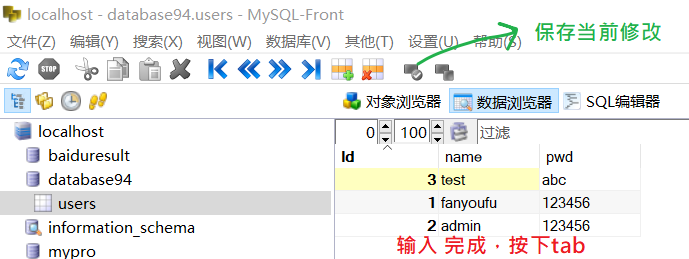 localhost - database94.users - MySQL-Front
文件(Z) 编辑(Y) 搜索(X) 视图(W) 数据库(V) 其他(T) 设置(U) 帮助(S)
保存当前修改
对象浏览器 数据浏览器 SQL编辑器
localhost
baiduresult
database94
users
information_schema
mypro
0 100 过滤
Id name pwd
3 test abc
1 fanyoufu 123456
2 admin 123456
输入 完成，按下tab